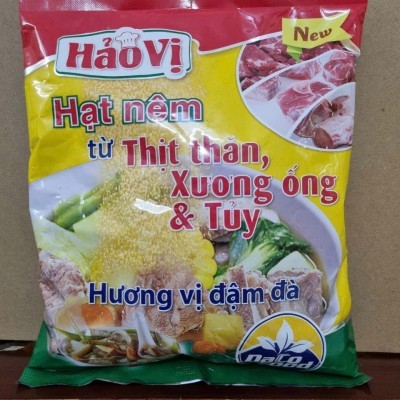 HảoVị
New
Hạt nêm
từ Thịt thăn,
Xương ống
& Tủy
Hương vị đậm đà